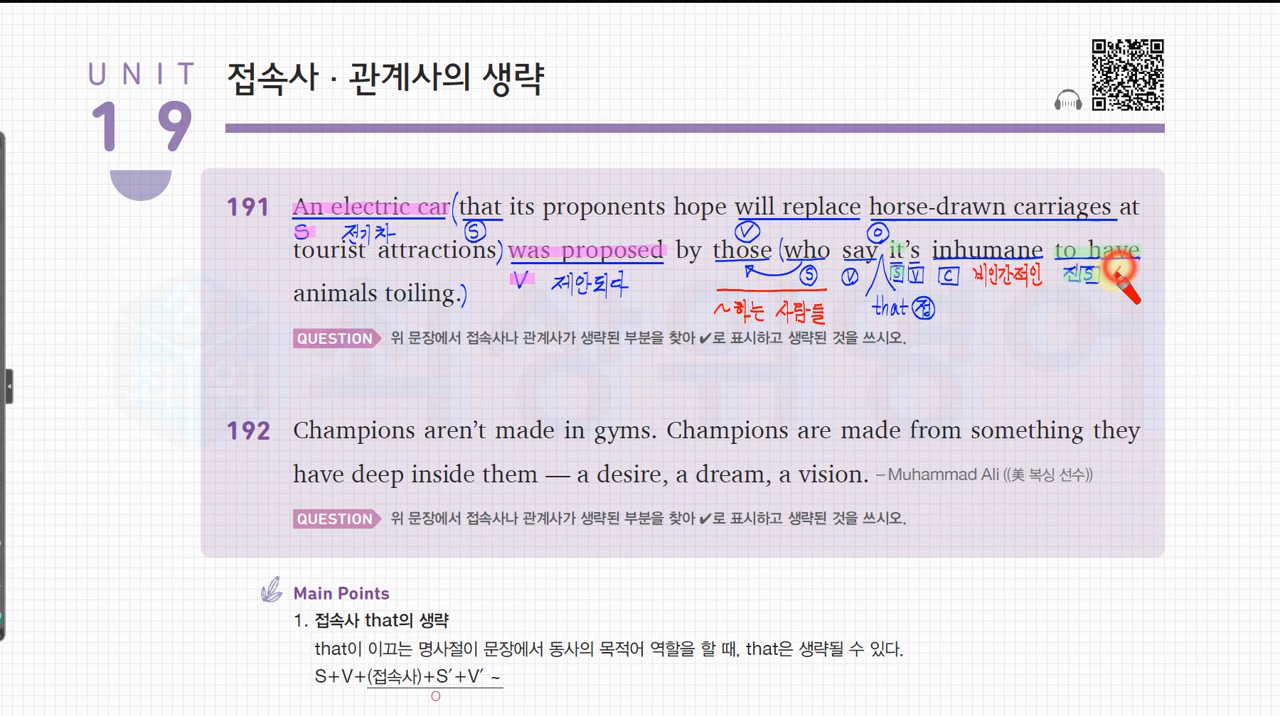 UNIT
19
접속사 · 관계사의 생략
191 An electric car (that its proponents hope will replace horse-drawn carriages at
S 전기차 S V O
tourist attractions) was proposed by those (who say it's inhumane to have
V 제안되다 S V S V C 비인간적인 진S
animals toiling.)
~하는 사람들 that 접
QUESTION 위 문장에서 접속사나 관계사가 생략된 부분을 찾아 ✔로 표시하고 생략된 것을 쓰시오.
192 Champions aren't made in gyms. Champions are made from something they
have deep inside them — a desire, a dream, a vision. – Muhammad Ali ((美 복싱 선수))
QUESTION 위 문장에서 접속사나 관계사가 생략된 부분을 찾아 ✔로 표시하고 생략된 것을 쓰시오.
Main Points
1. 접속사 that의 생략
that이 이끄는 명사절이 문장에서 동사의 목적어 역할을 할 때, that은 생략될 수 있다.
S+V+(접속사)+S′+V′ ~
O